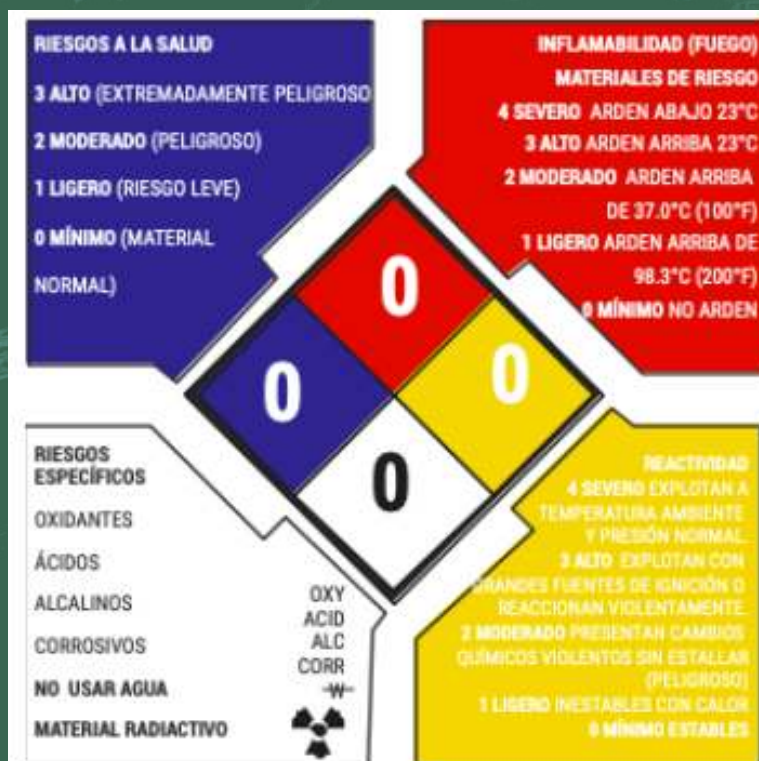 RIESGOS A LA SALUD
3 ALTO (EXTREMADAMENTE PELIGROSO
2 MODERADO (PELIGROSO)
1 LIGERO (RIESGO LEVE)
0 MÍNIMO (MATERIAL
NORMAL)
INFLAMABILIDAD (FUEGO)
MATERIALES DE RIESGO
4 SEVERO ARDEN ABAJO 23°C
3 ALTO ARDEN ARRIBA 23°C
2 MODERADO ARDEN ARRIBA
DE 37.0°C (100°F)
1 LIGERO ARDEN ARRIBA DE
98.3°C (200°F)
0 MÍNIMO NO ARDEN
0
0
0
0
RIESGOS
ESPECÍFICOS
OXIDANTES
ÁCIDOS
ALCALINOS
CORROSIVOS
NO USAR AGUA
MATERIAL RADIACTIVO
OXY
ACID
ALC
CORR
W
REACTIVIDAD
4 SEVERO EXPLOTAN A
TEMPERATURA AMBIENTE
Y PRESIÓN NORMAL
3 ALTO EXPLOTAN CON
GRANDES FUENTES DE IGNICIÓN O
REACCIONAN VIOLENTAMENTE
2 MODERADO PRESENTAN CAMBIOS
QUÍMICOS VIOLENTOS SIN ESTALLAR
(PELIGROSO)
1 LIGERO INESTABLES CON CALOR
0 MÍNIMO ESTABLES